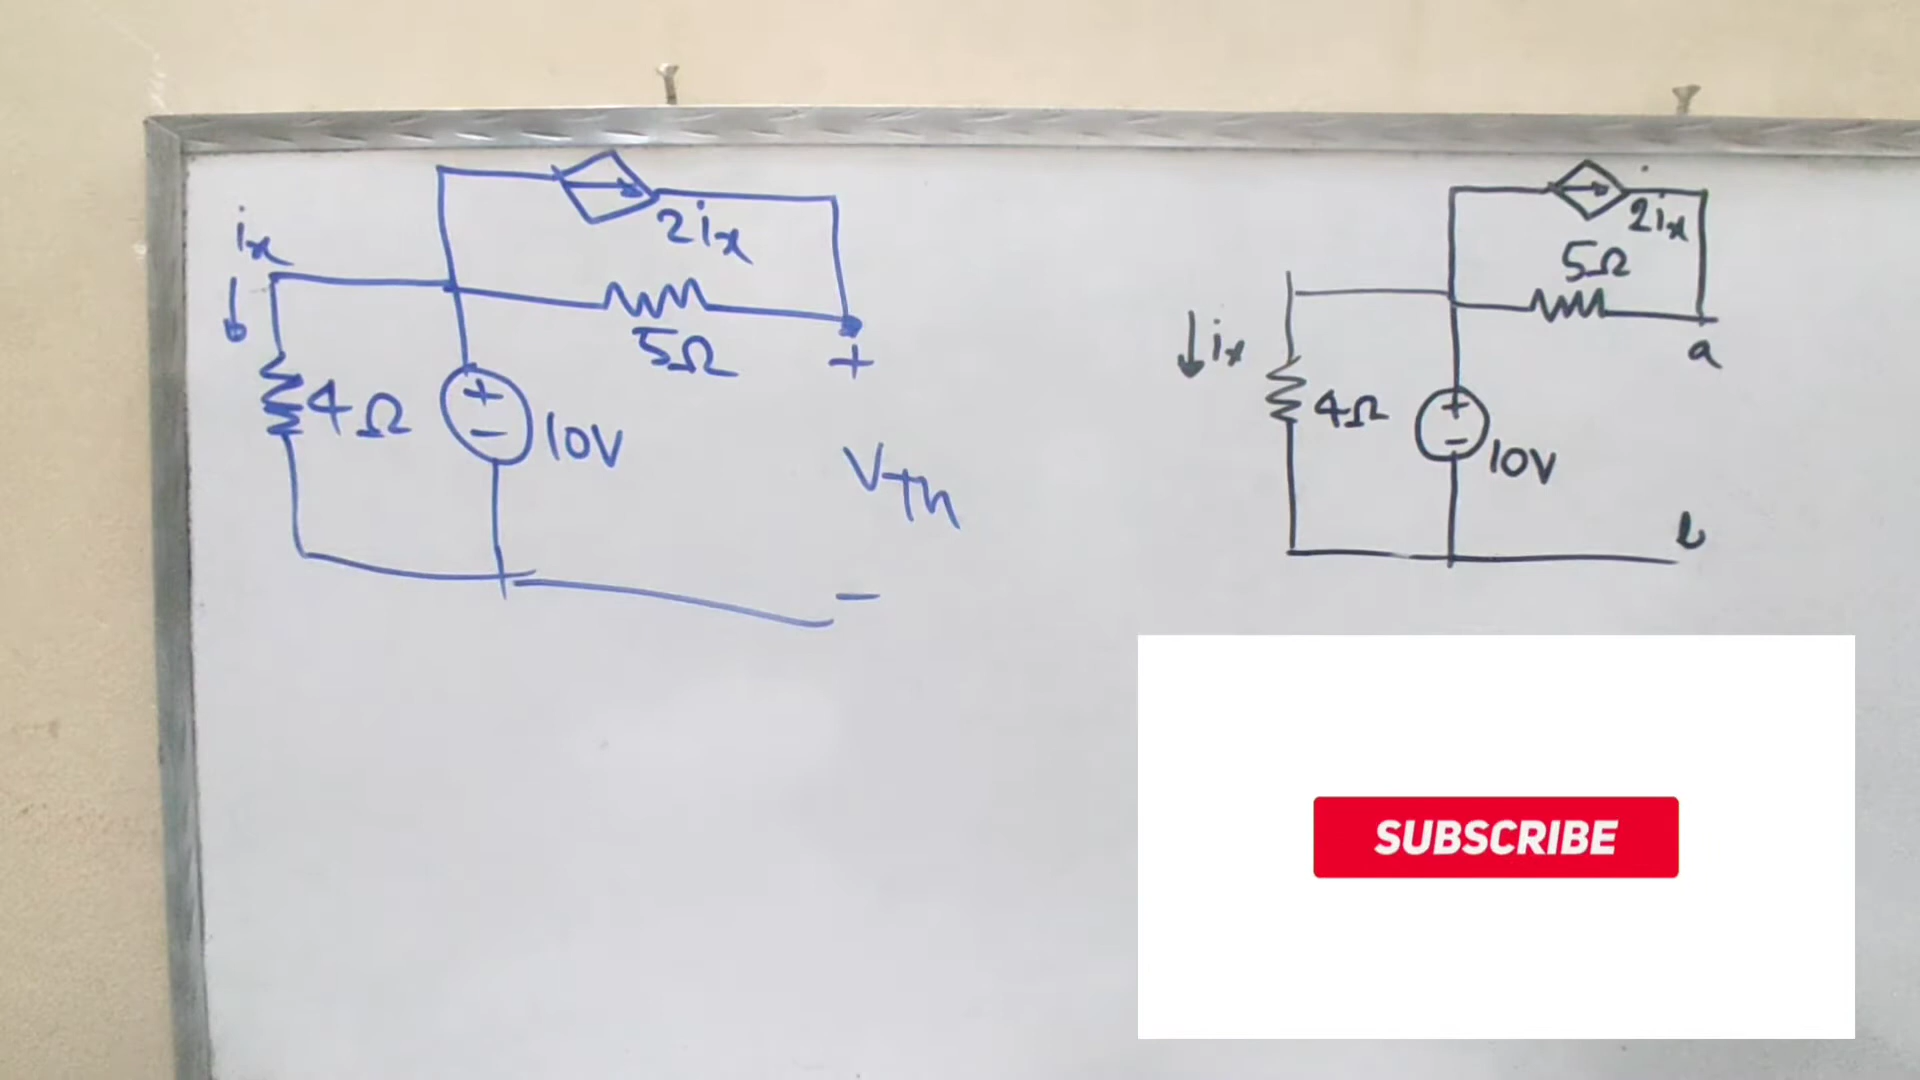 2ix
ix
5Ω
+
4Ω
+
-
10V
Vth
-
2ix
5Ω
ix
a
4Ω
+
-
10V
b
SUBSCRIBE